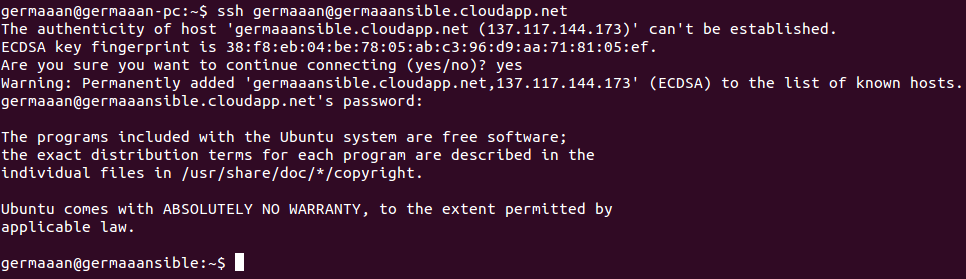 germaaan@germaaan-pc:~$ ssh germaaan@germaaansible.cloudapp.net
The authenticity of host 'germaaansible.cloudapp.net (137.117.144.173)' can't be established.
ECDSA key fingerprint is 38:f8:eb:04:be:78:05:ab:c3:96:d9:aa:71:81:05:ef.
Are you sure you want to continue connecting (yes/no)? yes
Warning: Permanently added 'germaaansible.cloudapp.net,137.117.144.173' (ECDSA) to the list of known hosts.
germaaan@germaaansible.cloudapp.net's password:
The programs included with the Ubuntu system are free software;
the exact distribution terms for each program are described in the
individual files in /usr/share/doc/*/copyright.
Ubuntu comes with ABSOLUTELY NO WARRANTY, to the extent permitted by
applicable law.
germaaan@germaaansible:~$